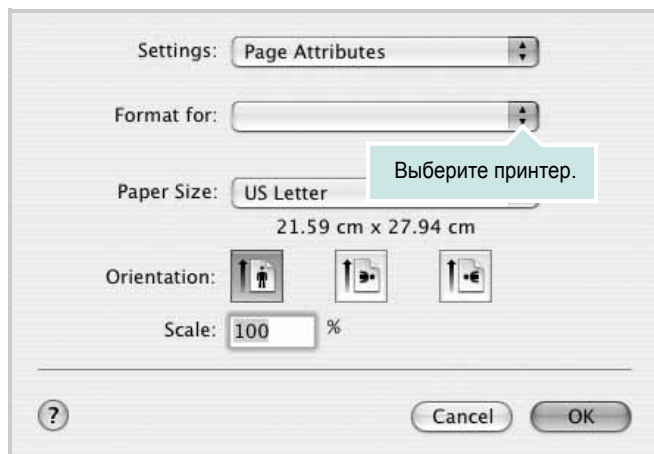 Settings: Page Attributes
Format for:
Выберите принтер.
Paper Size: US Letter
21.59 cm x 27.94 cm
Orientation:
Scale: 100 %
? Cancel OK